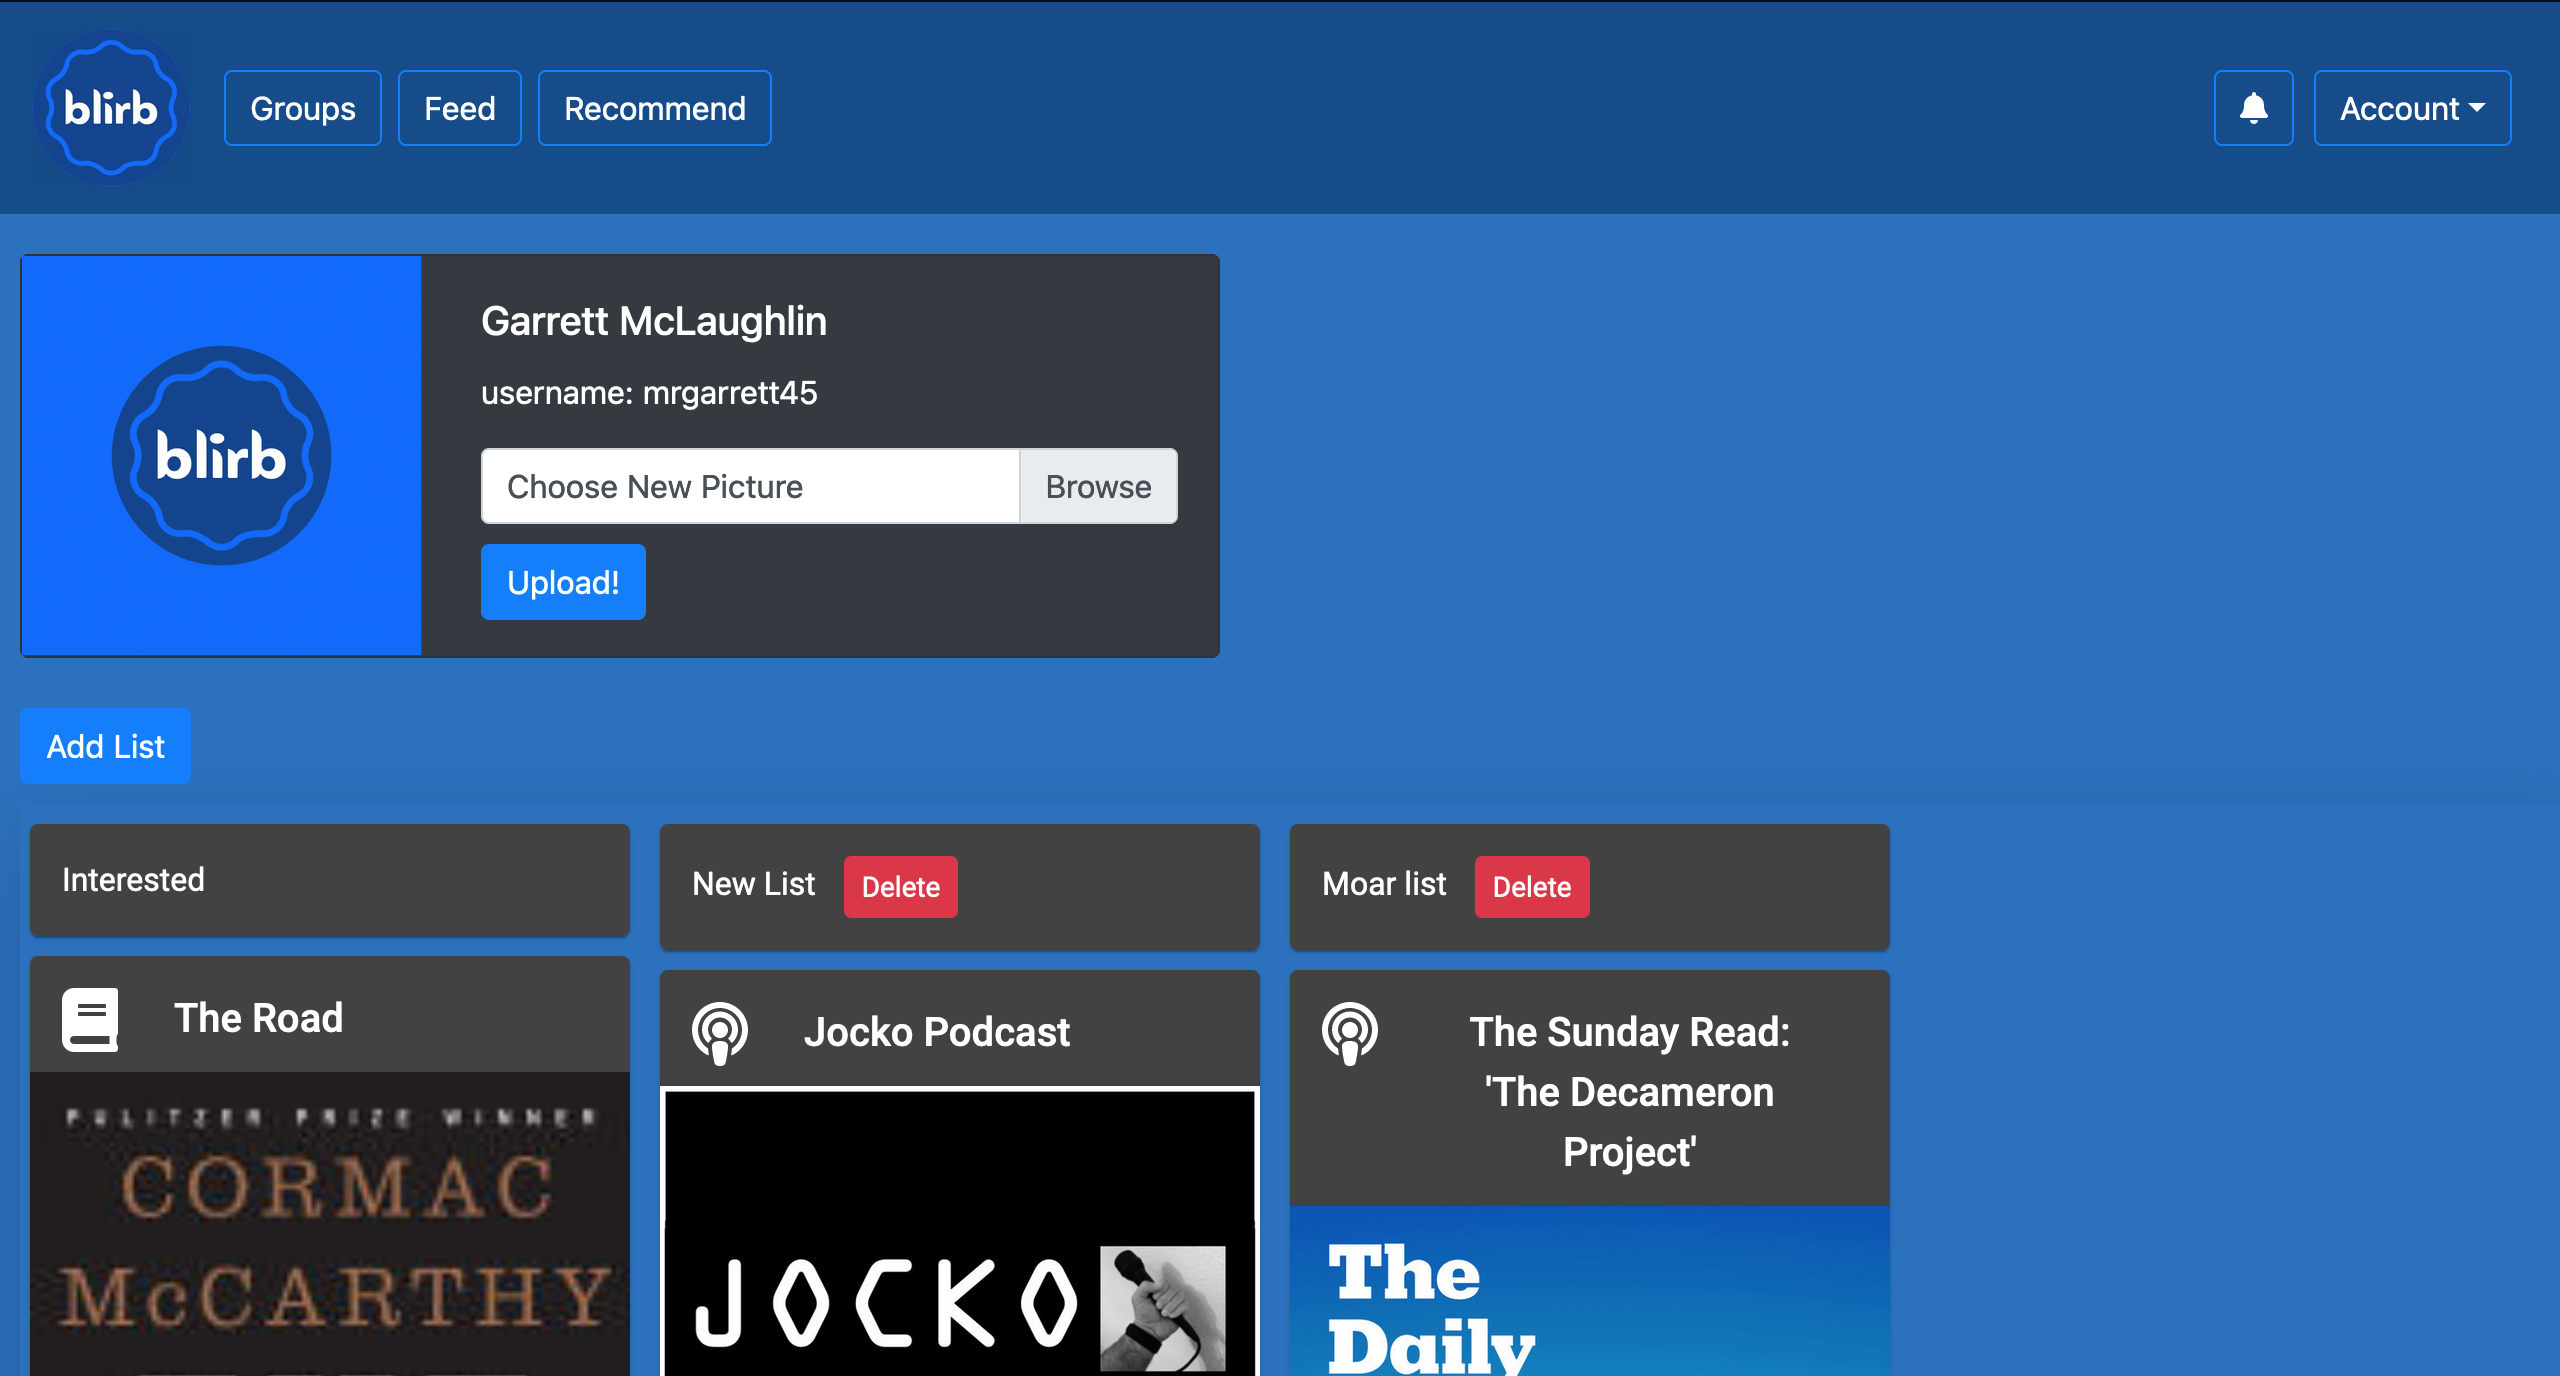 blirb
Groups
Feed
Recommend
Account
blirb
Garrett McLaughlin
username: mrgarrett45
Choose New Picture
Browse
Upload!
Add List
Interested
New List
Delete
Moar list
Delete
The Road
PULITZER PRIZE WINNER
CORMAC
McCARTHY
Jocko Podcast
JOCKO
The Sunday Read:
'The Decameron
Project'
The
Daily